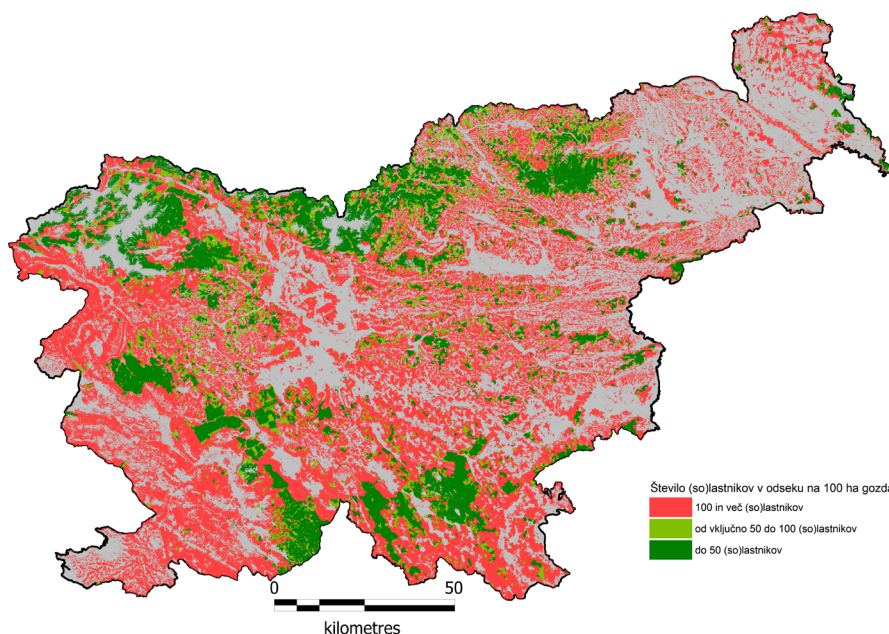 Število (so)lastnikov v odseku na 100 ha gozda
100 in več (so)lastnikov
od vključno 50 do 100 (so)lastnikov
do 50 (so)lastnikov
0 50
kilometres